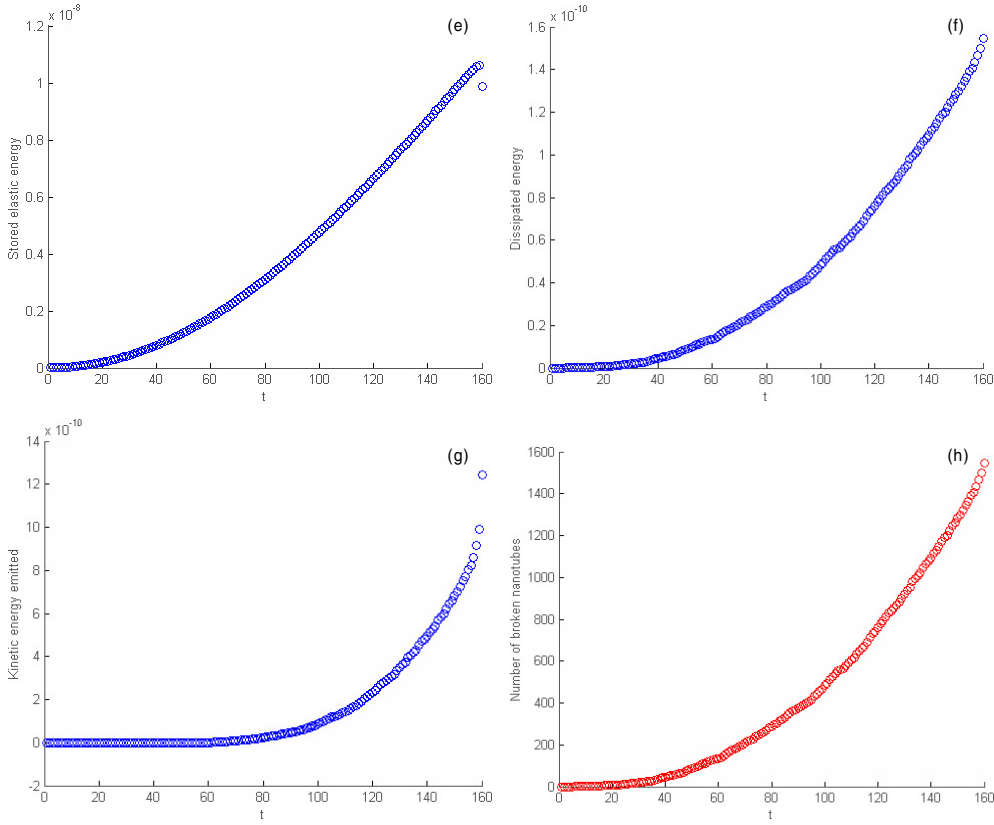 x 10^-8
(e)
1.2
1
0.8
0.6
0.4
0.2
0
Stored elastic energy
0 20 40 60 80 100 120 140 160
t
x 10^-10
(f)
1.6
1.4
1.2
1
0.8
0.6
0.4
0.2
0
Dissipated energy
0 20 40 60 80 100 120 140 160
t
x 10^-10
(g)
14
12
10
8
6
4
2
0
-2
Kinetic energy emitted
0 20 40 60 80 100 120 140 160
t
(h)
1600
1400
1200
1000
800
600
400
200
0
Number of broken nanotubes
0 20 40 60 80 100 120 140 160
t